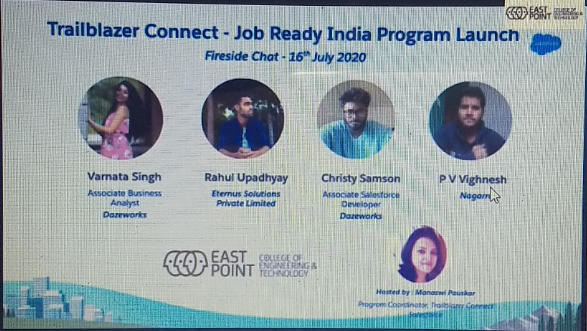 EAST POINT COLLEGE OF ENGINEERING & TECHNOLOGY
Trailblazer Connect - Job Ready India Program Launch
Fireside Chat - 16th July 2020
Varnata Singh
Associate Business
Analyst
Dazeworks
Rahul Upadhyay
Eternus Solutions
Private Limited
Christy Samson
Associate Salesforce
Developer
Dazeworks
P V Vighnesh
Nagarro
EAST
POINT
COLLEGE OF
ENGINEERING &
TECHNOLOGY
Hosted by : Manaswi Pauskar
Program Coordinator, Trailblazer Connect
Salesforce